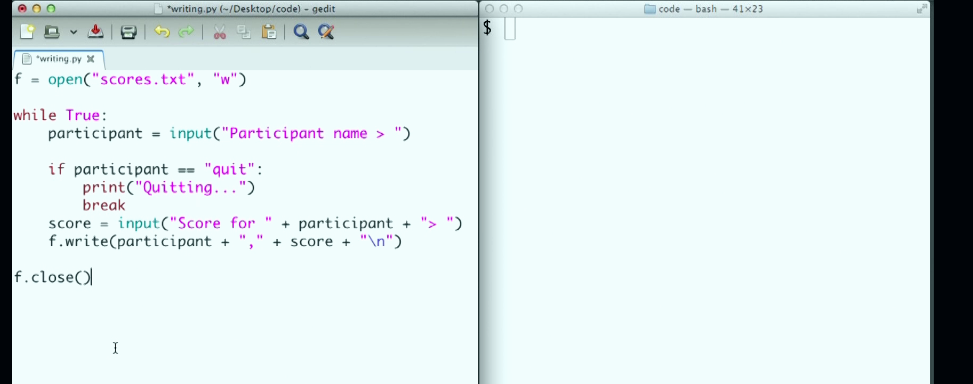 *writing.py (~/Desktop/code) - gedit
*writing.py X
f = open("scores.txt", "w")
while True:
    participant = input("Participant name > ")
    if participant == "quit":
        print("Quitting...")
        break
    score = input("Score for " + participant + "> ")
    f.write(participant + "," + score + "\n")
f.close()
code — bash — 41×23
$